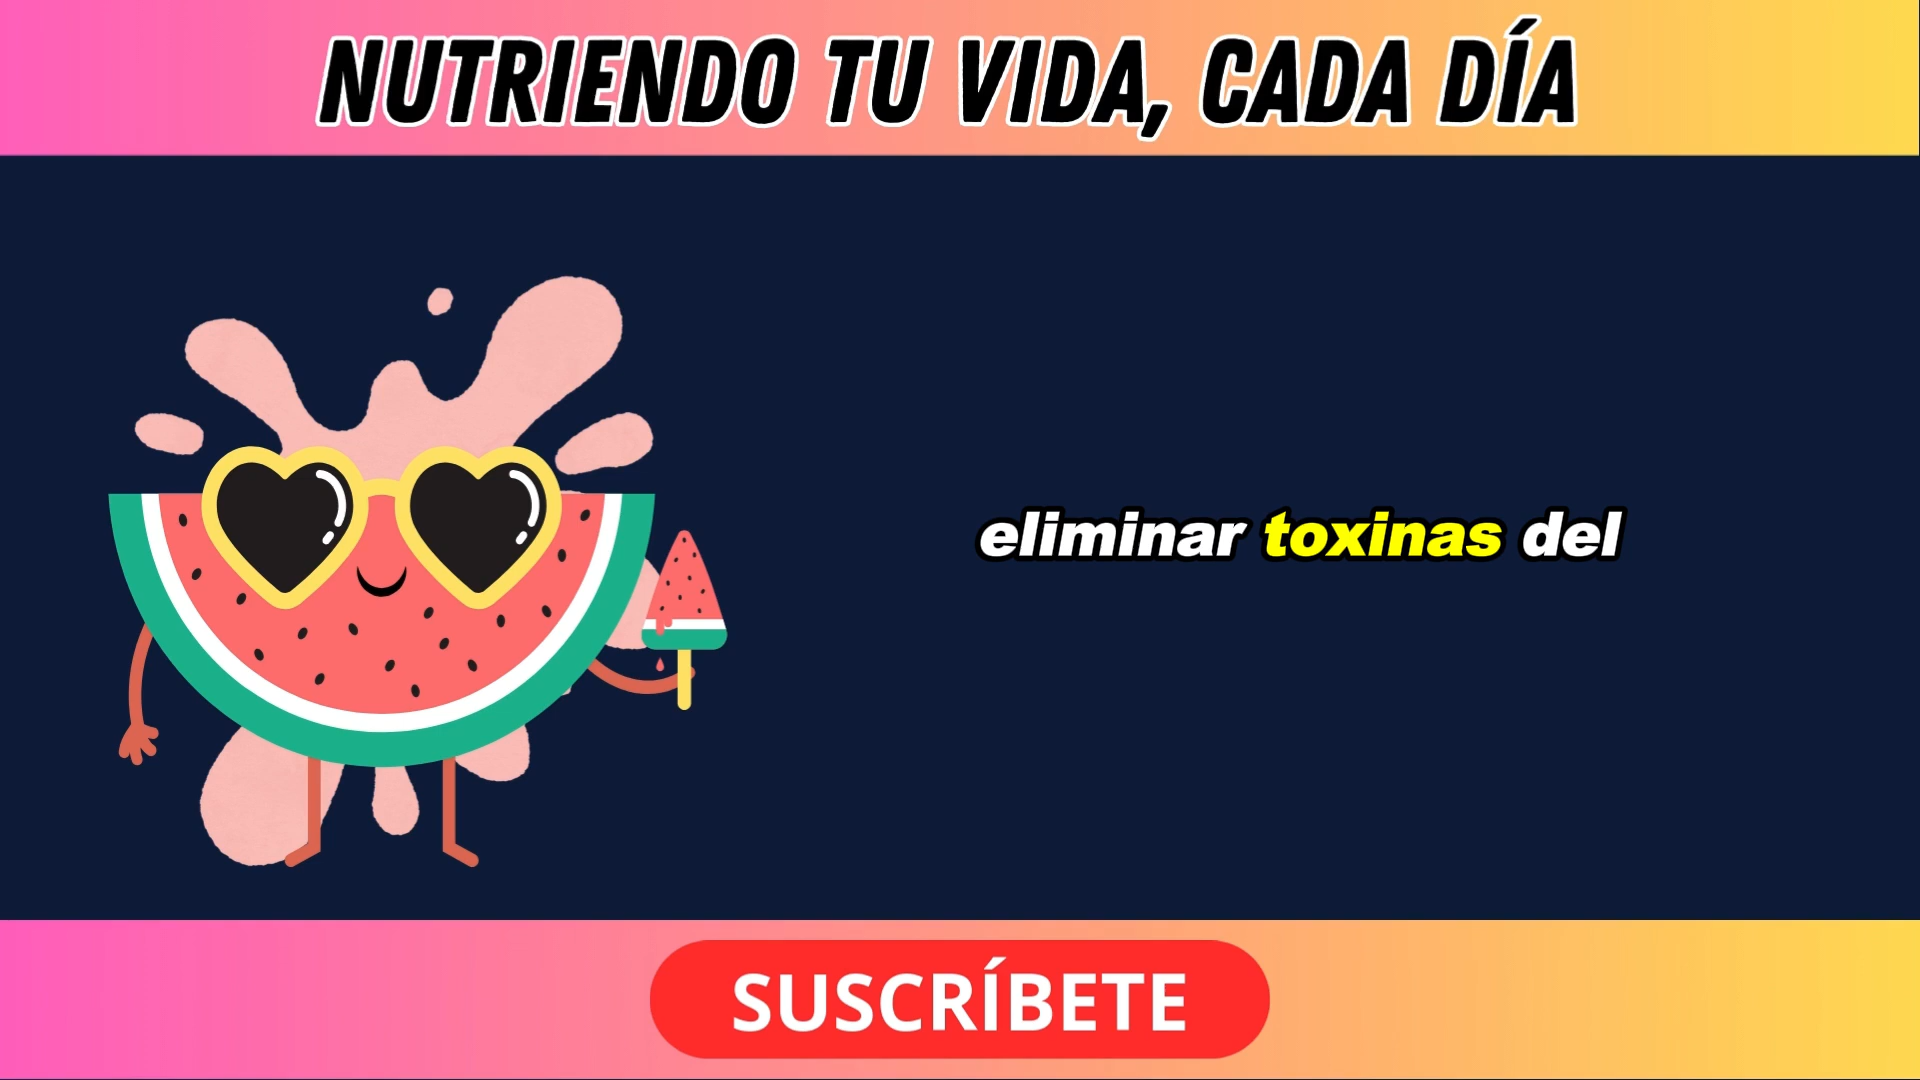 NUTRIENDO TU VIDA, CADA DÍA
eliminar toxinas del
SUSCRÍBETE